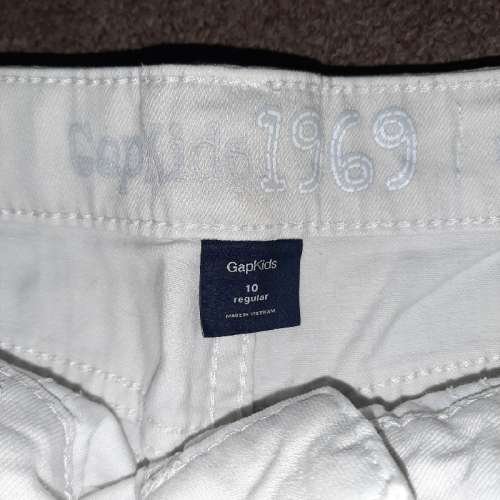 GapKids 1969
GapKids
10
regular
MADE IN VIETNAM